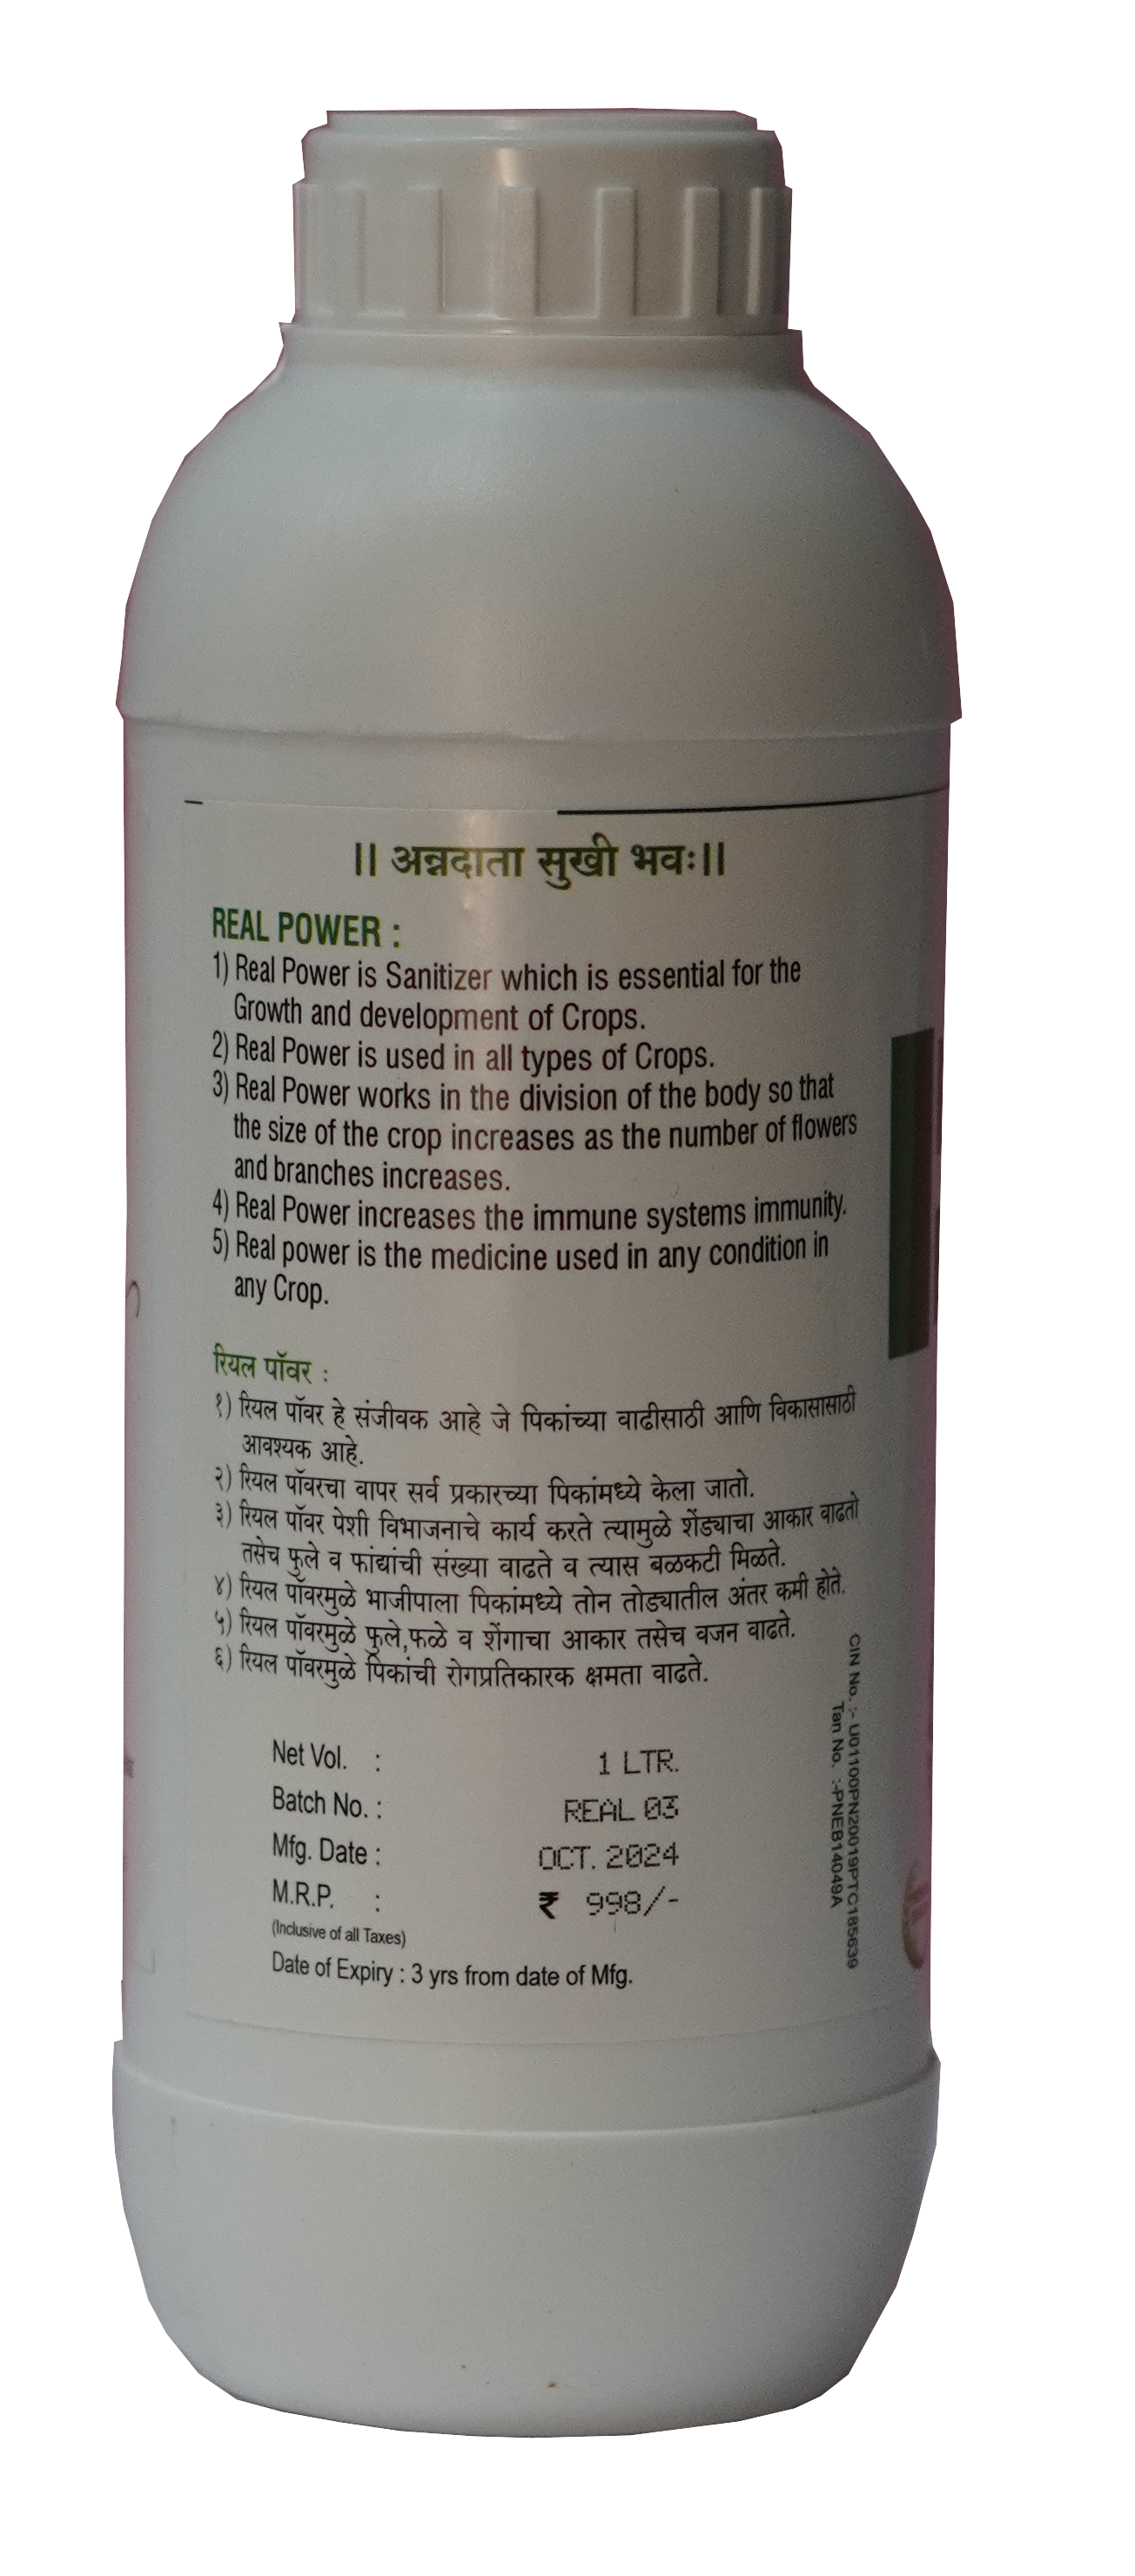 || अन्नदाता सुखी भवः||
REAL POWER :
1) Real Power is Sanitizer which is essential for the
Growth and development of Crops.
2) Real Power is used in all types of Crops.
3) Real Power works in the division of the body so that
the size of the crop increases as the number of flowers
and branches increases.
4) Real Power increases the immune systems immunity.
5) Real power is the medicine used in any condition in
any Crop.
रियल पॉवर :
१) रियल पॉवर हे संजीवक आहे जे पिकांच्या वाढीसाठी आणि विकासासाठी
आवश्यक आहे.
२) रियल पॉवरचा वापर सर्व प्रकारच्या पिकांमध्ये केला जातो.
३) रियल पॉवर पेशी विभाजनाचे कार्य करते त्यामुळे शेंड्याचा आकार वाढतो
तसेच फुले व फांद्यांची संख्या वाढते व त्यास बळकटी मिळते.
४) रियल पॉवरमुळे भाजीपाला पिकांमध्ये तोन तोड्यातील अंतर कमी होते.
५) रियल पॉवरमुळे फुले,फळे व शेंगाचा आकार तसेच वजन वाढते.
६) रियल पॉवरमुळे पिकांची रोगप्रतिकारक क्षमता वाढते.
Net Vol. : 1 LTR.
Batch No. : REAL 03
Mfg. Date : OCT. 2024
M.R.P. : ₹ 998/-
(Inclusive of all Taxes)
Date of Expiry : 3 yrs from date of Mfg.
CIN No. :- U01100PN20019PTC185639
Tan No. :-PNEB14049A